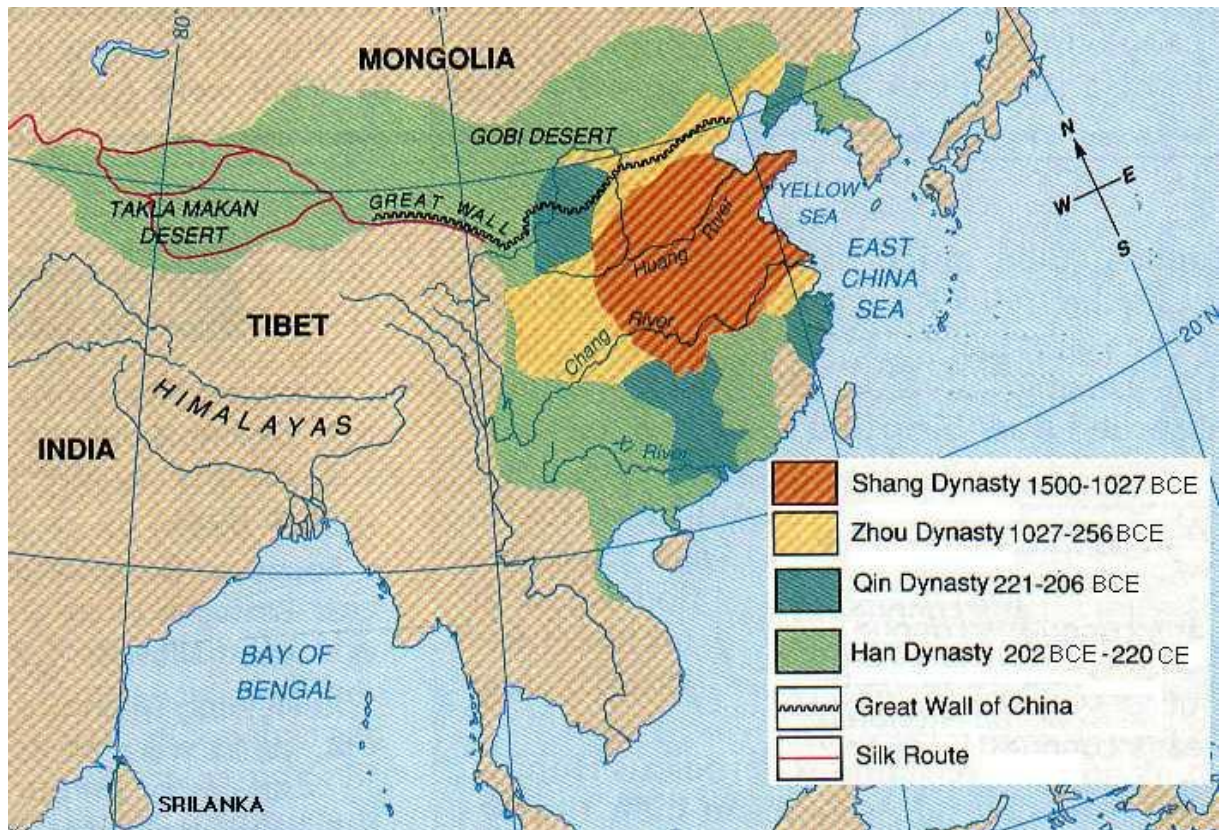 80°
MONGOLIA
GOBI DESERT
TAKLA MAKAN
DESERT
GREAT WALL
YELLOW
SEA
Huang River
EAST
CHINA
SEA
TIBET
Chang River
HIMALAYAS
INDIA
River
N
E
W
S
20°N
BAY OF
BENGAL
SRILANKA
Shang Dynasty 1500-1027 BCE
Zhou Dynasty 1027-256 BCE
Qin Dynasty 221-206 BCE
Han Dynasty 202 BCE - 220 CE
Great Wall of China
Silk Route